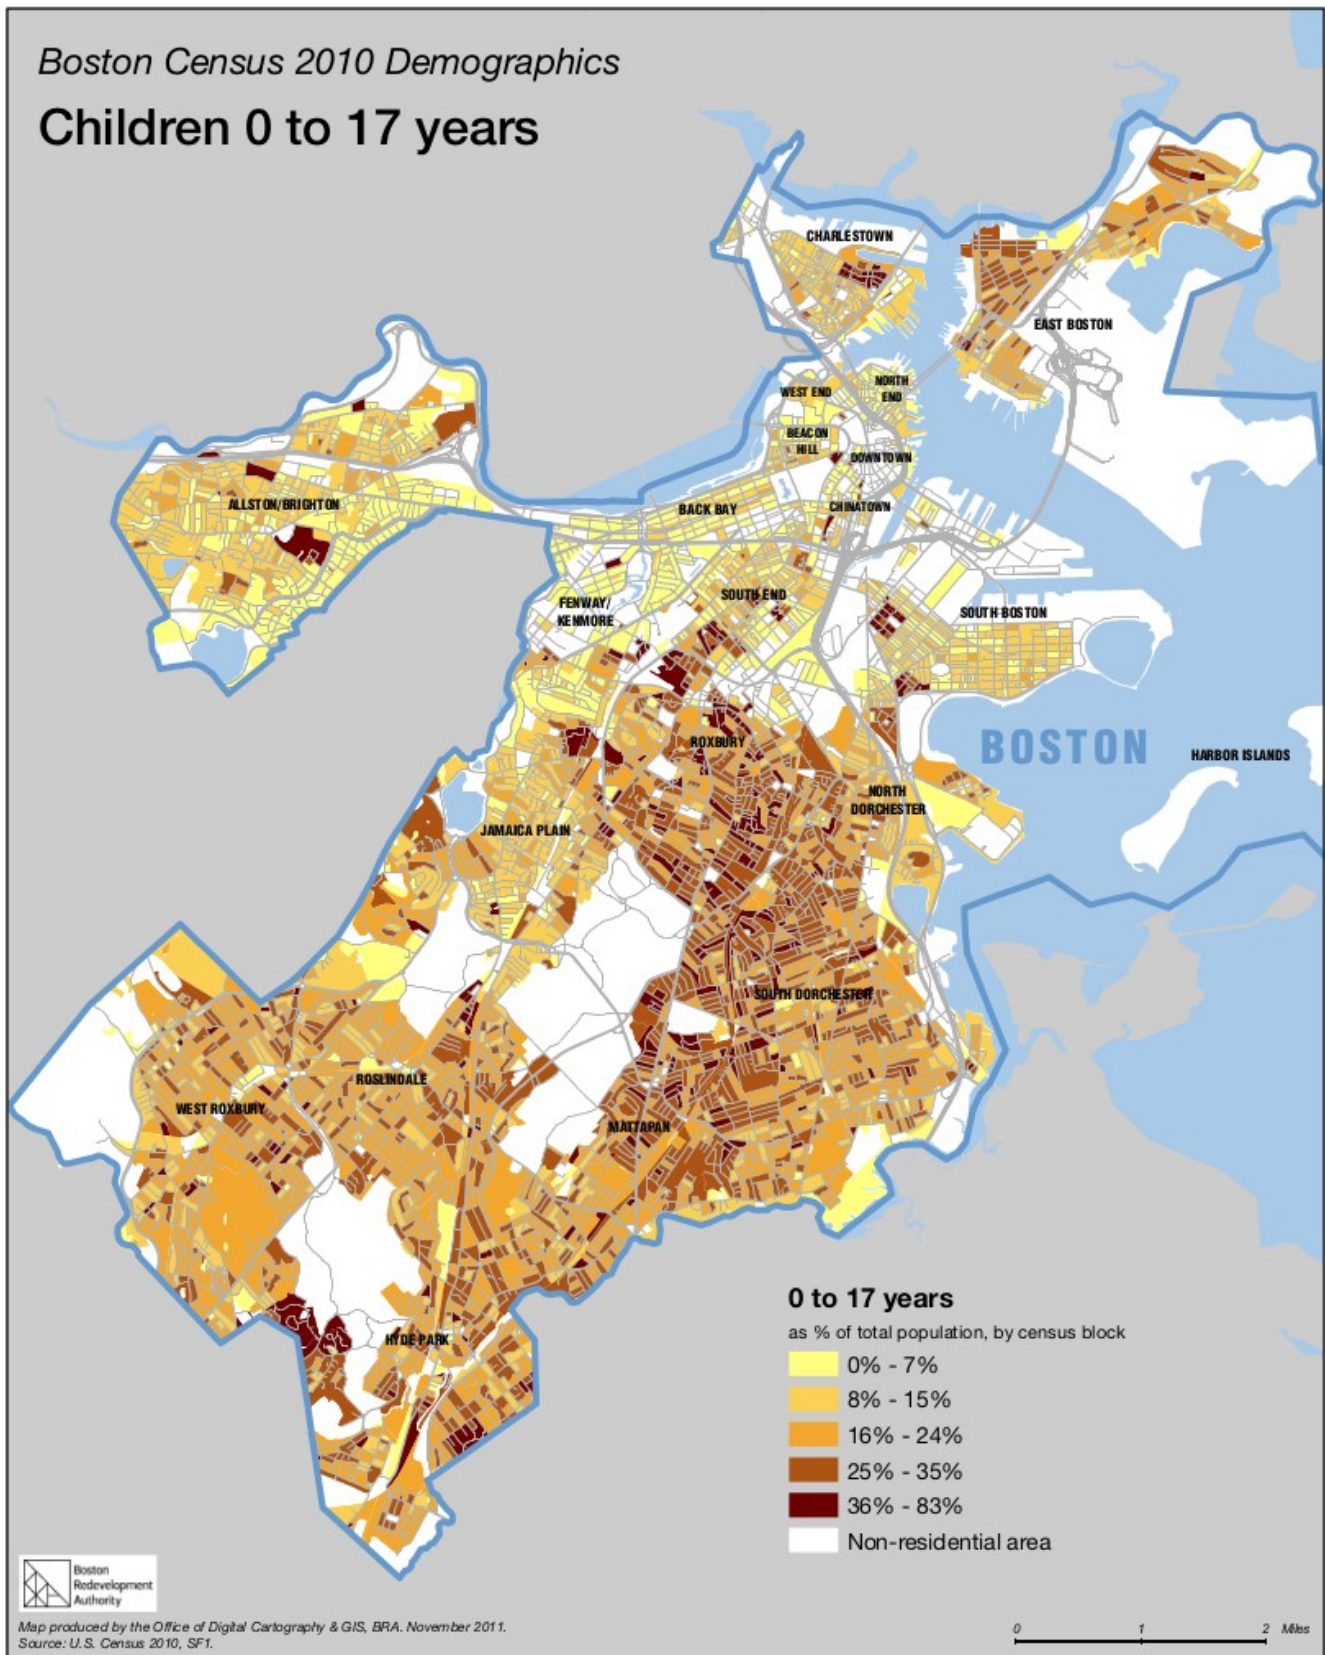 Boston Census 2010 Demographics
Children 0 to 17 years
CHARLESTOWN
EAST BOSTON
WEST END
NORTH
END
BEACON
HILL
DOWNTOWN
ALLSTON/BRIGHTON
BACK BAY
CHINATOWN
FENWAY/
KENMORE
SOUTH END
SOUTH BOSTON
ROXBURY
BOSTON
HARBOR ISLANDS
NORTH
DORCHESTER
JAMAICA PLAIN
SOUTH DORCHESTER
ROSLINDALE
WEST ROXBURY
MATTAPAN
HYDE PARK
0 to 17 years
as % of total population, by census block
0% - 7%
8% - 15%
16% - 24%
25% - 35%
36% - 83%
Non-residential area
Boston
Redevelopment
Authority
Map produced by the Office of Digital Cartography & GIS, BRA. November 2011.
Source: U.S. Census 2010, SF1.
0 1 2 Miles